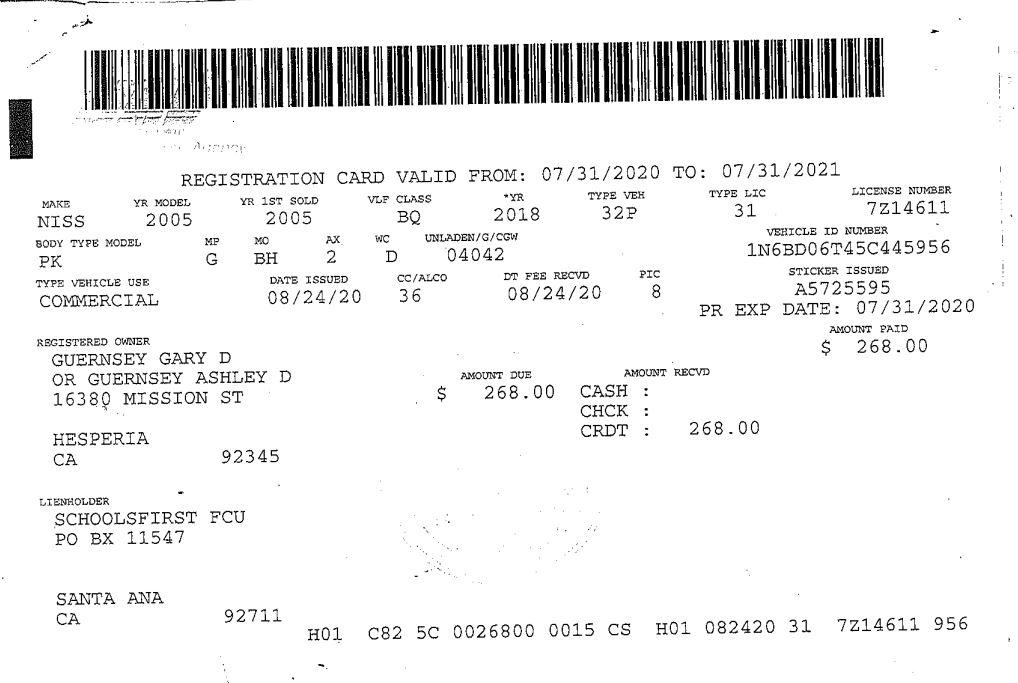 REGISTRATION CARD VALID FROM: 07/31/2020 TO: 07/31/2021
MAKE YR MODEL YR 1ST SOLD VLF CLASS *YR TYPE VEH TYPE LIC LICENSE NUMBER
NISS 2005 2005 BQ 2018 32P 31 7Z14611
BODY TYPE MODEL MP MO AX WC UNLADEN/G/CGW VEHICLE ID NUMBER
PK G BH 2 D 04042 1N6BD06T45C445956
TYPE VEHICLE USE DATE ISSUED CC/ALCO DT FEE RECVD PIC STICKER ISSUED
COMMERCIAL 08/24/20 36 08/24/20 8 A5725595
PR EXP DATE: 07/31/2020
AMOUNT PAID
$ 268.00
REGISTERED OWNER
GUERNSEY GARY D
OR GUERNSEY ASHLEY D
16380 MISSION ST
HESPERIA
CA 92345
AMOUNT DUE AMOUNT RECVD
$ 268.00 CASH :
CHCK :
CRDT : 268.00
LIENHOLDER
SCHOOLSFIRST FCU
PO BX 11547
SANTA ANA
CA 92711
H01 C82 5C 0026800 0015 CS H01 082420 31 7Z14611 956